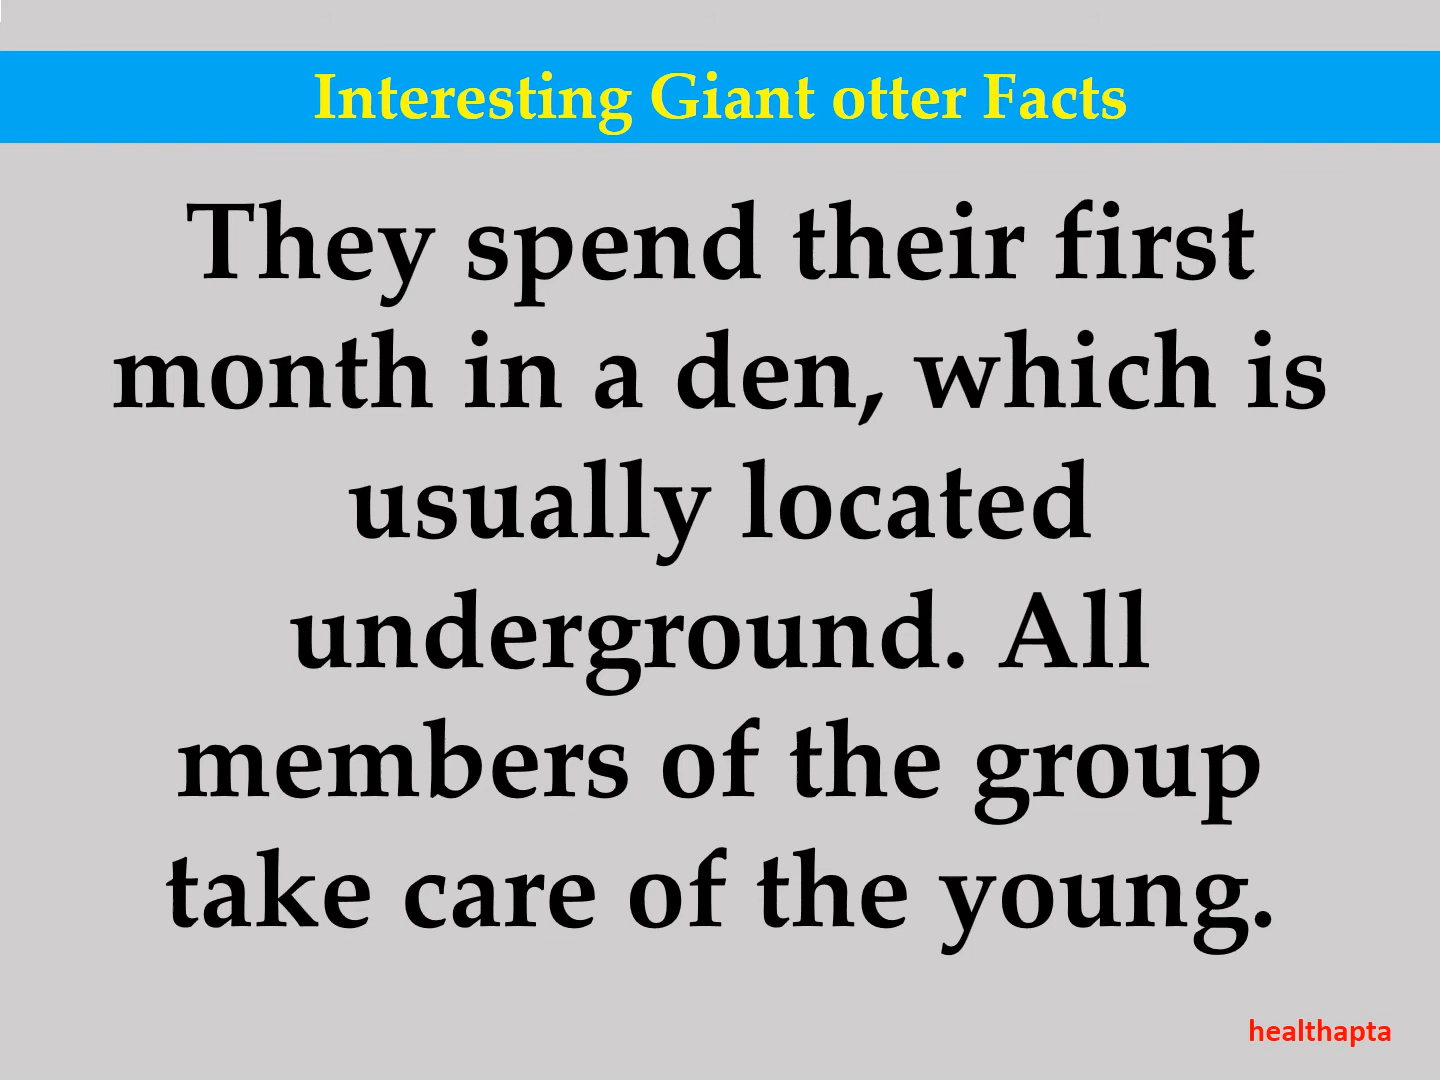 Interesting Giant otter Facts
They spend their first
month in a den, which is
usually located
underground. All
members of the group
take care of the young.
healthapta